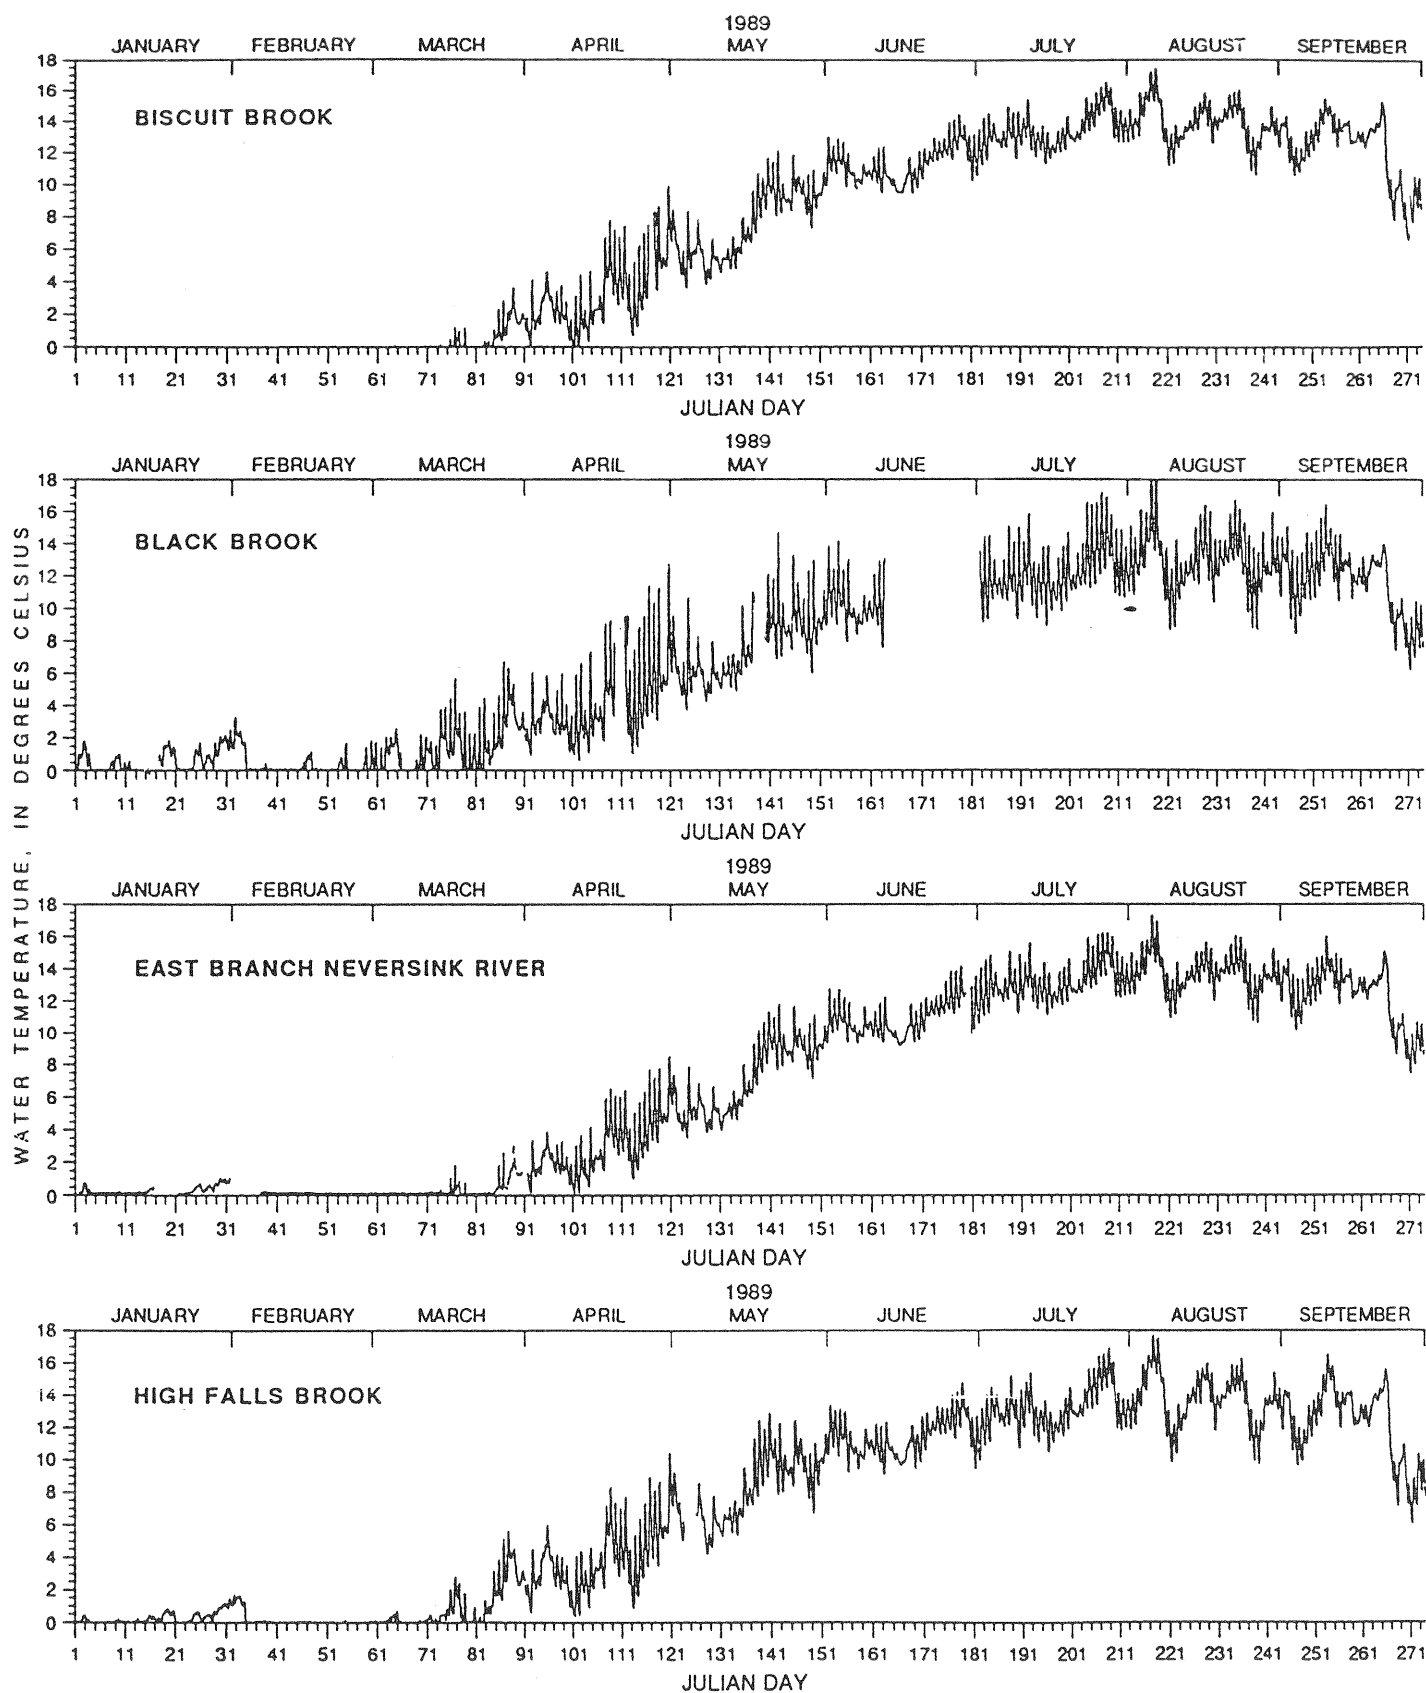 1989
JANUARY FEBRUARY MARCH APRIL MAY JUNE JULY AUGUST SEPTEMBER
18
BISCUIT BROOK
16
14
12
10
8
6
4
2
0
1 11 21 31 41 51 61 71 81 91 101 111 121 131 141 151 161 171 181 191 201 211 221 231 241 251 261 271
JULIAN DAY
WATER TEMPERATURE, IN DEGREES CELSIUS
1989
JANUARY FEBRUARY MARCH APRIL MAY JUNE JULY AUGUST SEPTEMBER
18
16
BLACK BROOK
14
12
10
8
6
4
2
0
1 11 21 31 41 51 61 71 81 91 101 111 121 131 141 151 161 171 181 191 201 211 221 231 241 251 261 271
JULIAN DAY
1989
JANUARY FEBRUARY MARCH APRIL MAY JUNE JULY AUGUST SEPTEMBER
18
16
EAST BRANCH NEVERSINK RIVER
14
12
10
8
6
4
2
0
1 11 21 31 41 51 61 71 81 91 101 111 121 131 141 151 161 171 181 191 201 211 221 231 241 251 261 271
JULIAN DAY
1989
JANUARY FEBRUARY MARCH APRIL MAY JUNE JULY AUGUST SEPTEMBER
18
16
HIGH FALLS BROOK
14
12
10
8
6
4
2
0
1 11 21 31 41 51 61 71 81 91 101 111 121 131 141 151 161 171 181 191 201 211 221 231 241 251 261 271
JULIAN DAY